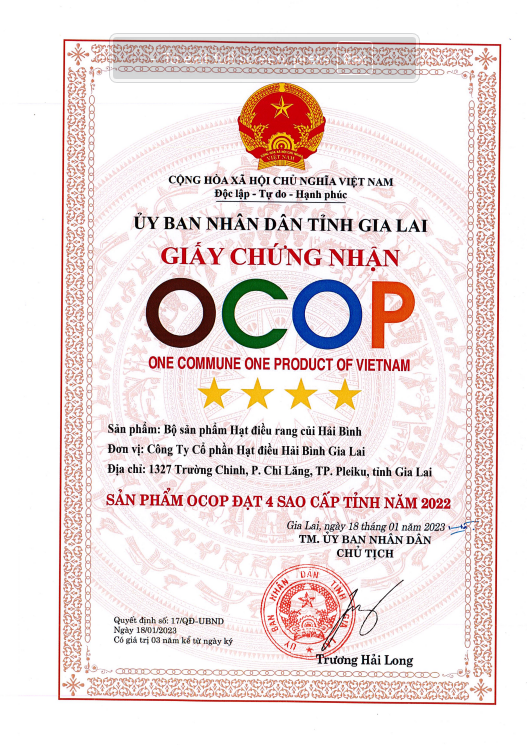 VIỆT NAM
CỘNG HÒA XÃ HỘI CHỦ NGHĨA VIỆT NAM
Độc lập - Tự do - Hạnh phúc
ỦY BAN NHÂN DÂN TỈNH GIA LAI
GIẤY CHỨNG NHẬN
OCOP
ONE COMMUNE ONE PRODUCT OF VIETNAM
Sản phẩm: Bộ sản phẩm Hạt điều rang củi Hải Bình
Đơn vị: Công Ty Cổ phần Hạt điều Hải Bình Gia Lai
Địa chỉ: 1327 Trường Chinh, P. Chi Lăng, TP. Pleiku, tỉnh Gia Lai
SẢN PHẨM OCOP ĐẠT 4 SAO CẤP TỈNH NĂM 2022
Gia Lai, ngày 18 tháng 01 năm 2023
TM. ỦY BAN NHÂN DÂN
CHỦ TỊCH
ỦY BAN NHÂN DÂN TỈNH GIA
Quyết định số: 17/QĐ-UBND
Ngày 18/01/2023
Có giá trị 03 năm kể từ ngày ký
Trương Hải Long